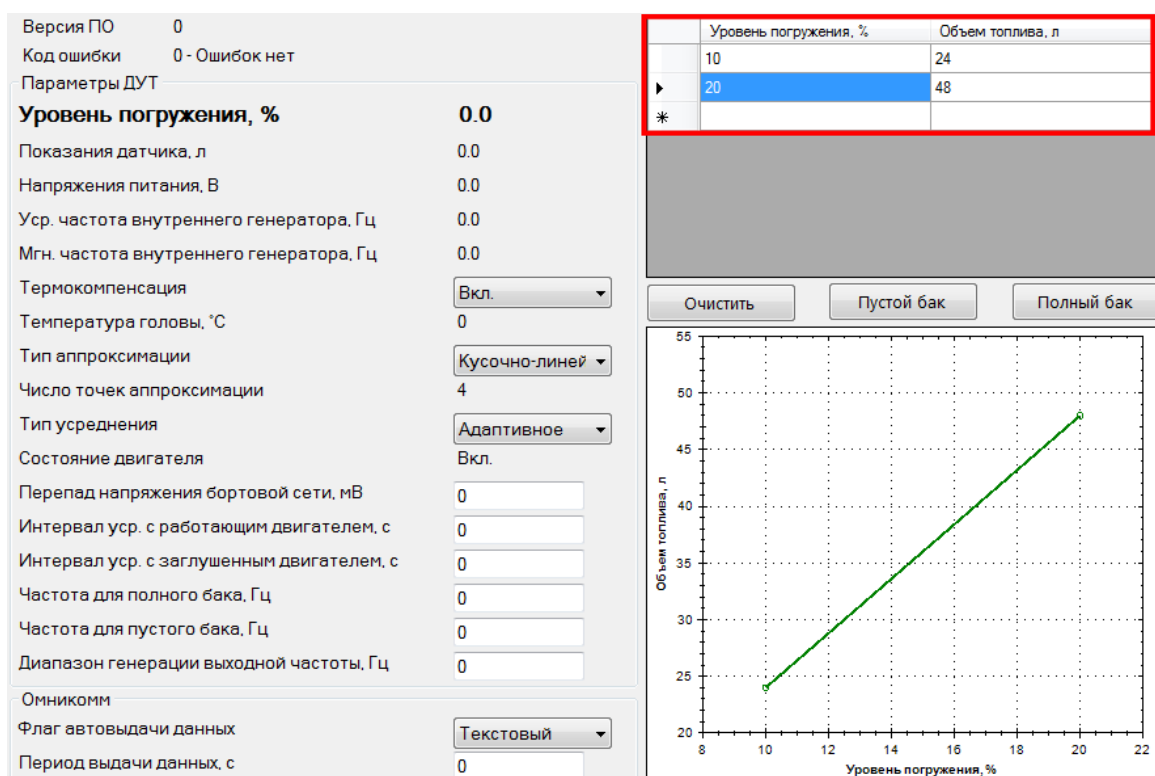 Версия ПО 0
Код ошибки 0 - Ошибок нет
Параметры ДУТ
Уровень погружения, % 0.0
Показания датчика, л 0.0
Напряжения питания, В 0.0
Уср. частота внутреннего генератора, Гц 0.0
Мгн. частота внутреннего генератора, Гц 0.0
Термокомпенсация Вкл.
Температура головы, °С 0
Тип аппроксимации Кусочно-линей
Число точек аппроксимации 4
Тип усреднения Адаптивное
Состояние двигателя Вкл.
Перепад напряжения бортовой сети, мВ 0
Интервал уср. с работающим двигателем, с 0
Интервал уср. с заглушенным двигателем, с 0
Частота для полного бака, Гц 0
Частота для пустого бака, Гц 0
Диапазон генерации выходной частоты, Гц 0
Омникомм
Флаг автовыдачи данных Текстовый
Период выдачи данных, с 0
Уровень погружения, % Объем топлива, л
10 24
20 48
Очистить Пустой бак Полный бак
55
50
45
40
35
30
25
20
Объем топлива, л
8 10 12 14 16 18 20 22
Уровень погружения, %